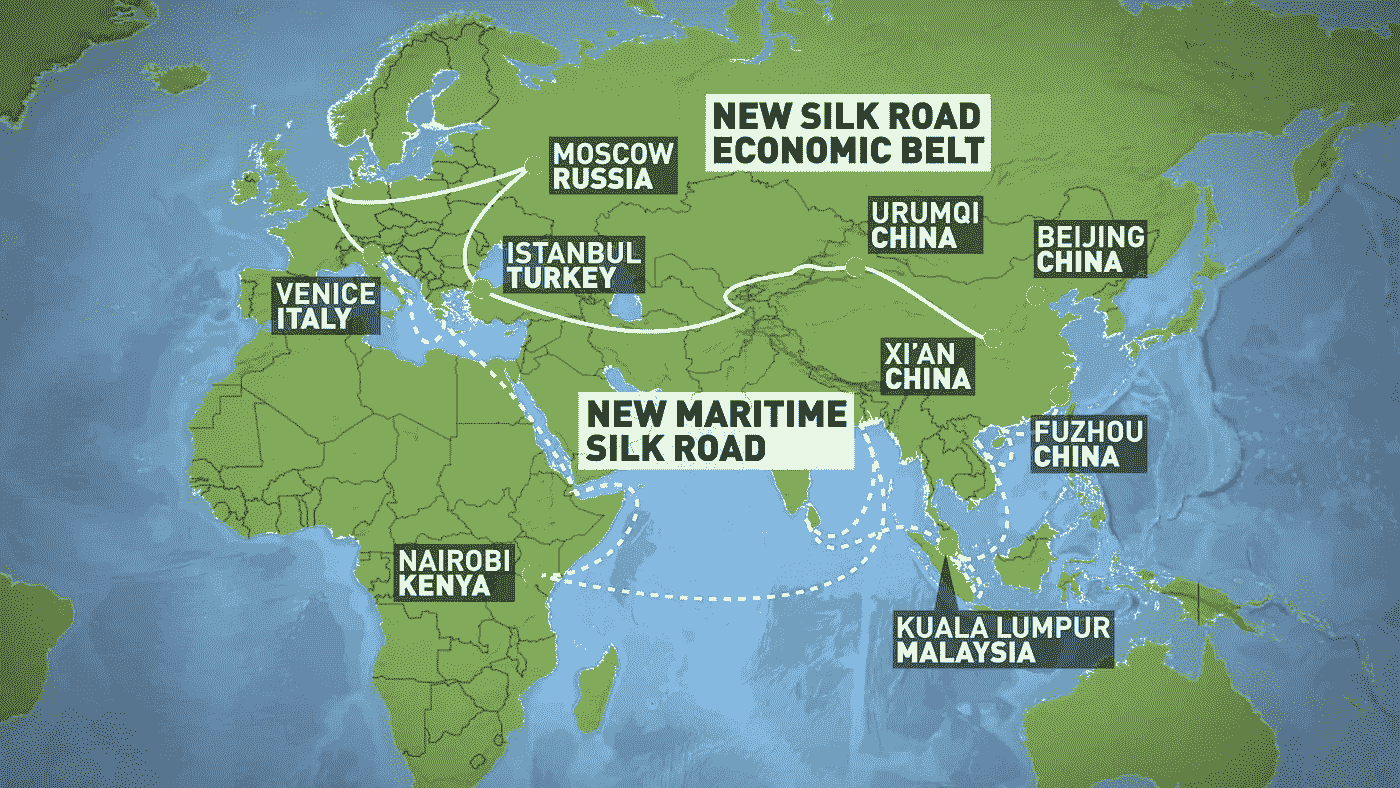 NEW SILK ROAD
ECONOMIC BELT
MOSCOW
RUSSIA
URUMQI
CHINA
BEIJING
CHINA
ISTANBUL
TURKEY
VENICE
ITALY
XI'AN
CHINA
NEW MARITIME
SILK ROAD
FUZHOU
CHINA
NAIROBI
KENYA
KUALA LUMPUR
MALAYSIA